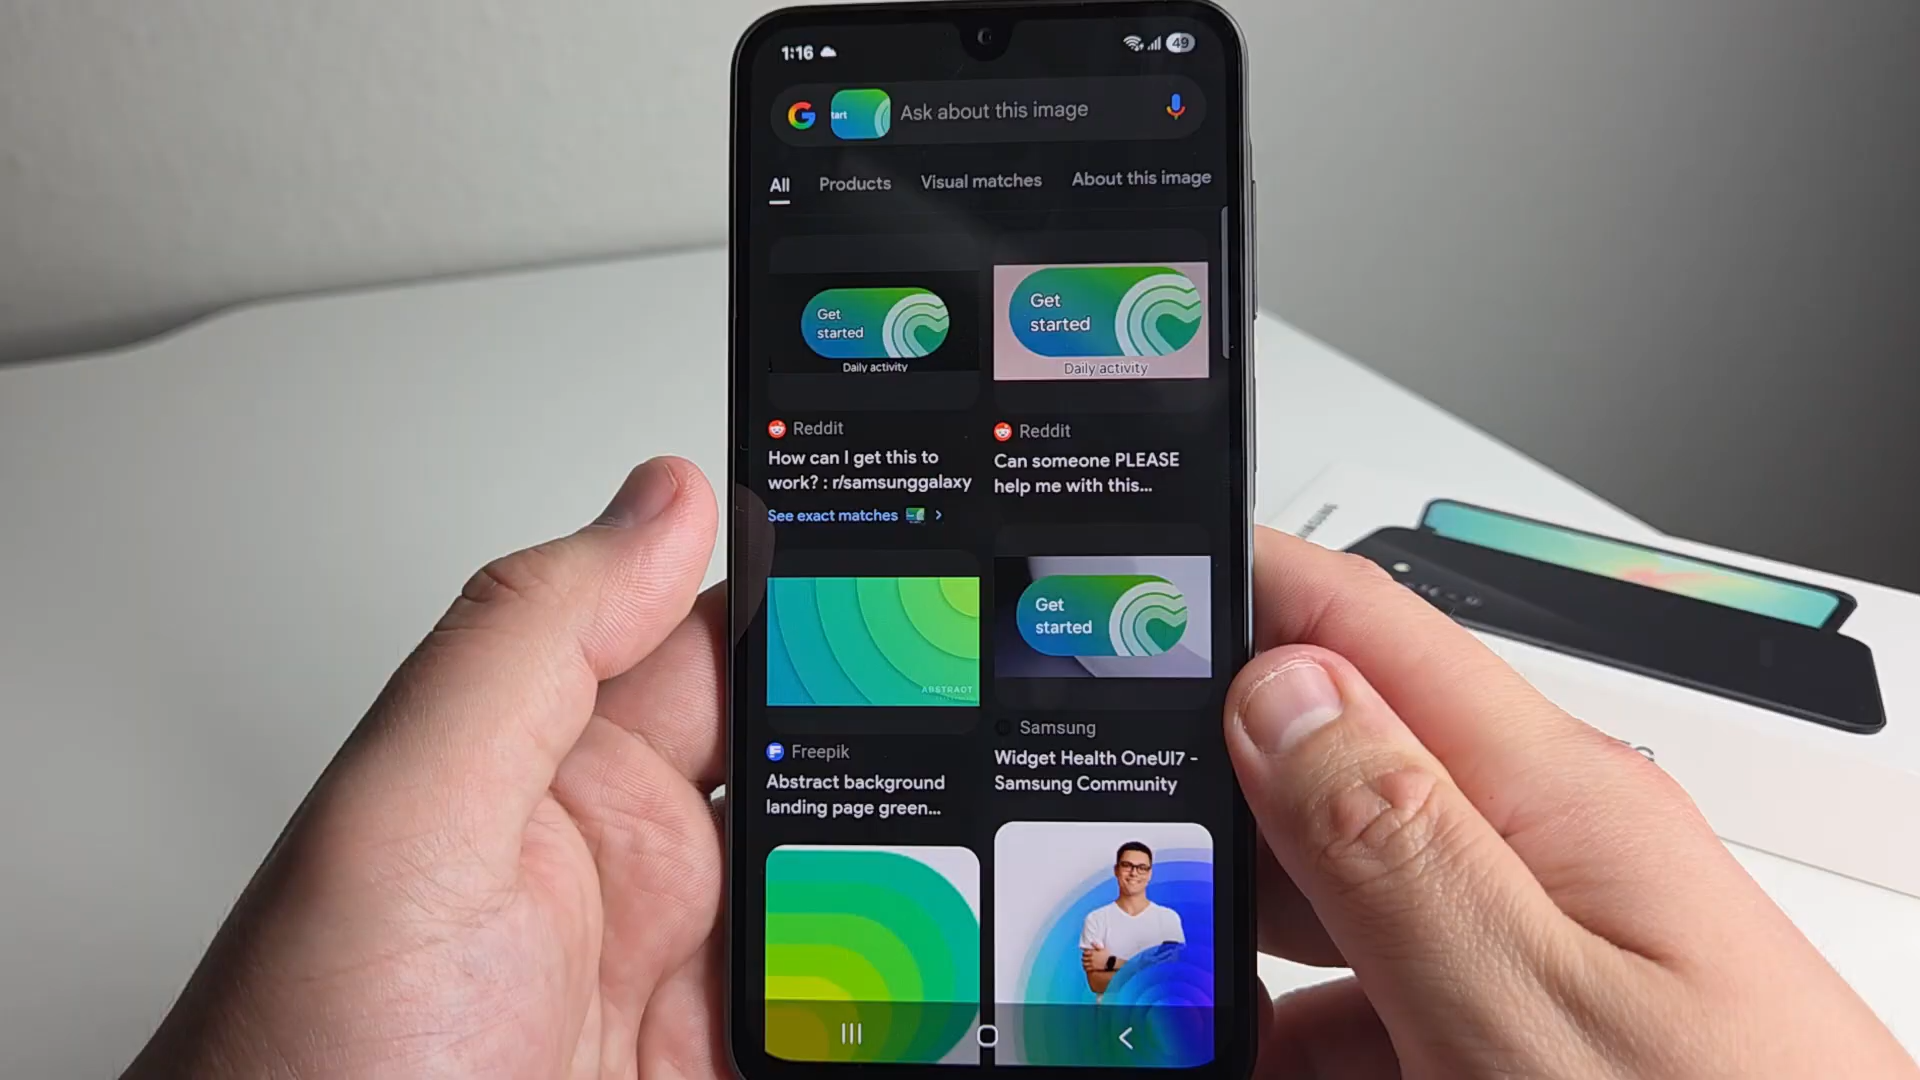 1:16
49
tart
Ask about this image
All
Products
Visual matches
About this image
Get
started
Daily activity
Get
started
Daily activity
Reddit
How can I get this to
work? : r/samsunggalaxy
See exact matches
Reddit
Can someone PLEASE
help me with this...
ABSTRACT
Get
started
Freepik
Abstract background
landing page green...
Samsung
Widget Health OneUI7 -
Samsung Community
SAMSUNG